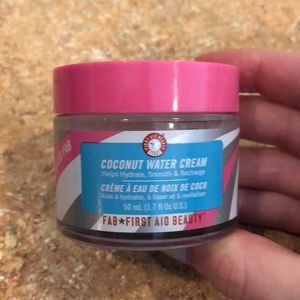 FAB
COCONUT WATER CREAM
Helps Hydrate, Smooth & Recharge
CRÈME À EAU DE NOIX DE COCO
Aide à hydrater, à lisser et à revitaliser
50 mL (1.7 fl Oz U.S.)
FAB★FIRST AID BEAUTY